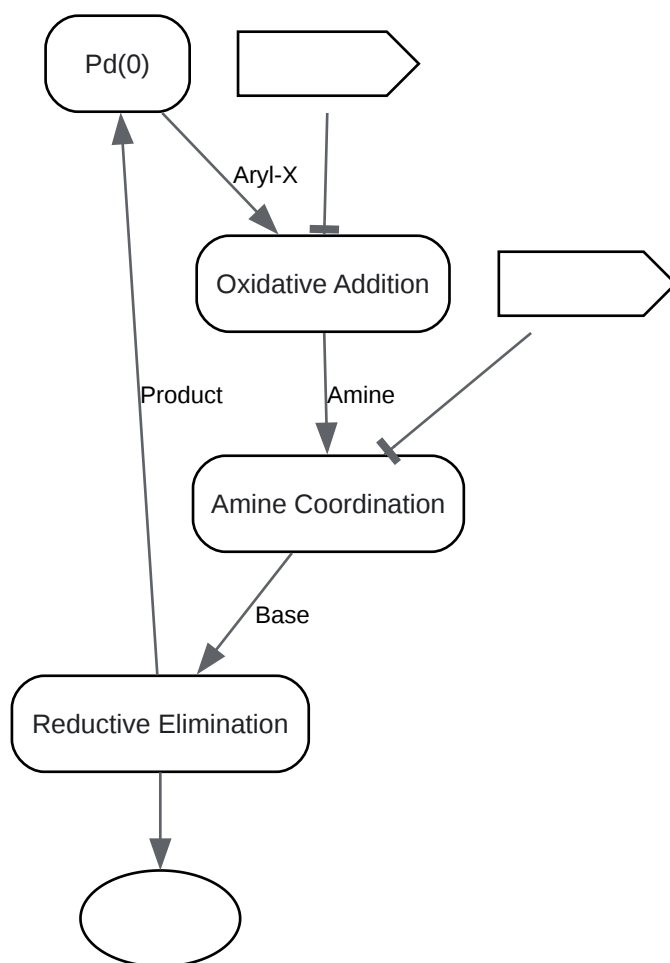 Pd(0)
Aryl-X
Oxidative Addition
Product
Amine
Amine Coordination
Base
Reductive Elimination